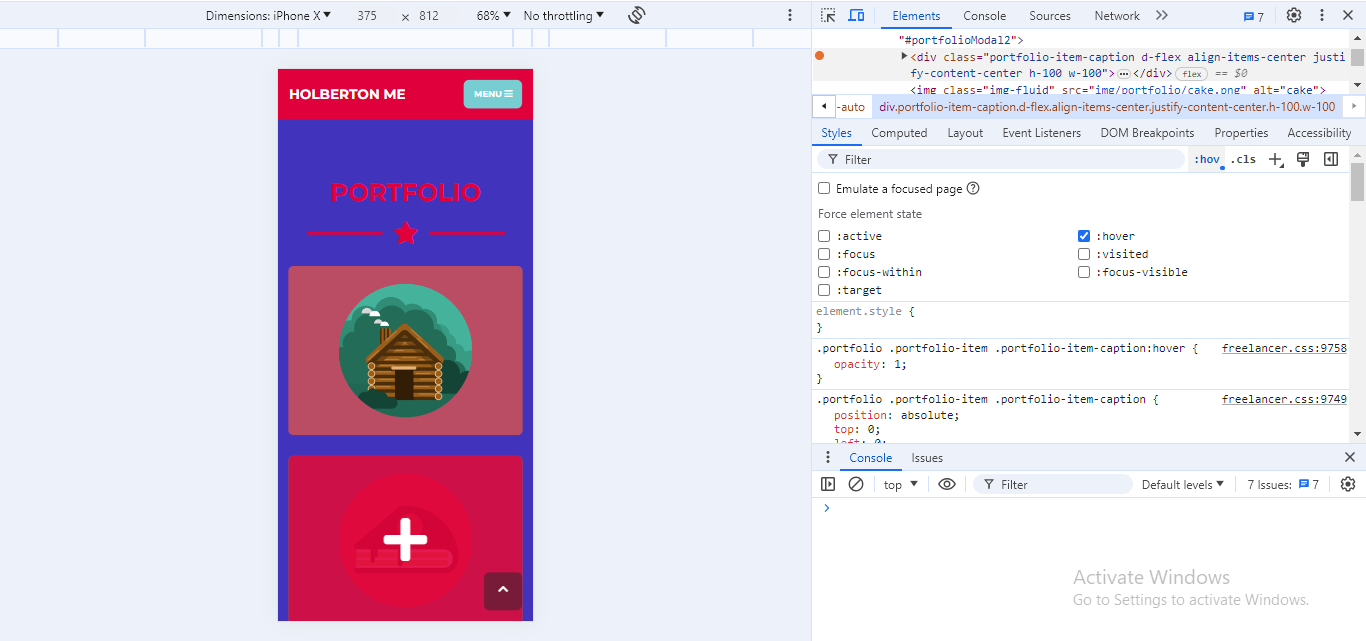 Dimensions: iPhone X ▼ 375 × 812 68% ▼ No throttling ▼
Elements Console Sources Network 7
HOLBERTON ME
MENU
PORTFOLIO
"#portfolioModal2">
<div class="portfolio-item-caption d-flex align-items-center justi
fy-content-center h-100 w-100"> </div> flex == $0
<img class="img-fluid" src="img/portfolio/cake.png" alt="cake">
-auto div.portfolio-item-caption.d-flex.align-items-center.justify-content-center.h-100.w-100
Styles Computed Layout Event Listeners DOM Breakpoints Properties Accessibility
Filter :hov .cls
Emulate a focused page
Force element state
:active :hover
:focus :visited
:focus-within :focus-visible
:target
element.style {
}
.portfolio .portfolio-item .portfolio-item-caption:hover { freelancer.css:9758
opacity: 1;
}
.portfolio .portfolio-item .portfolio-item-caption { freelancer.css:9749
position: absolute;
top: 0;
left: 0;
Console Issues
top ▼ Filter Default levels ▼ 7 Issues: 7
Activate Windows
Go to Settings to activate Windows.